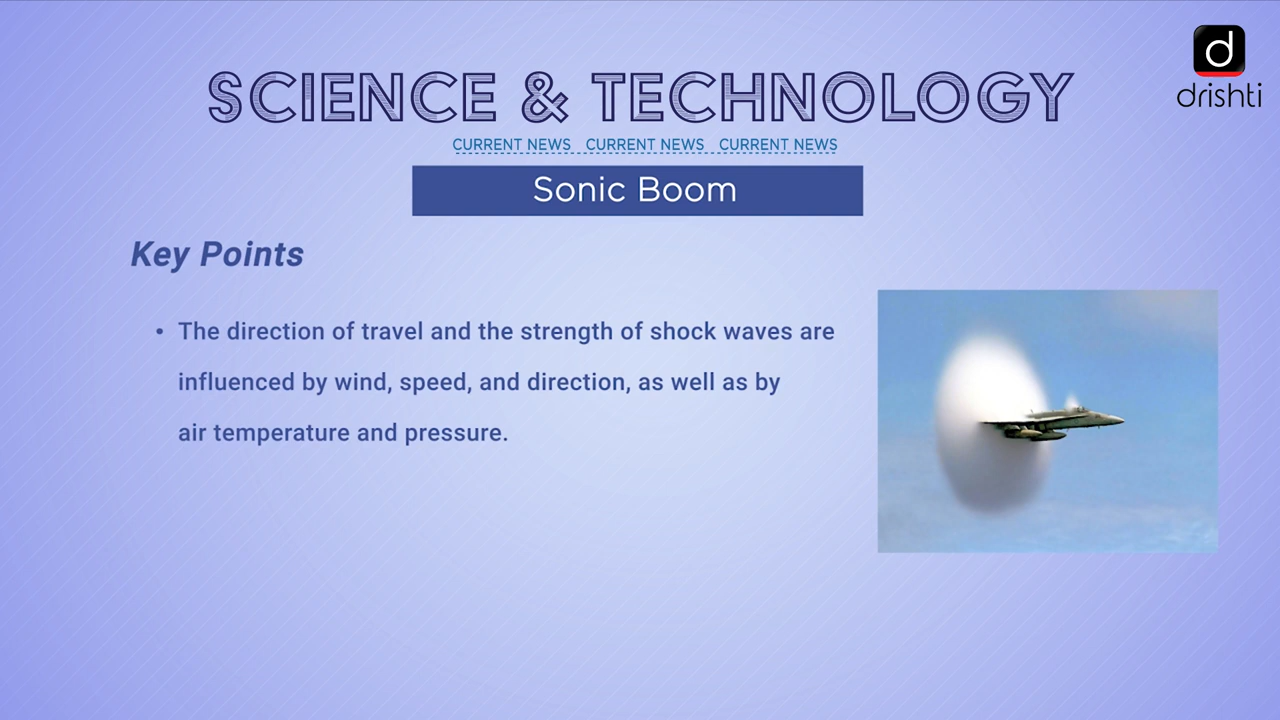 SCIENCE & TECHNOLOGY
d
drishti
CURRENT NEWS CURRENT NEWS CURRENT NEWS
Sonic Boom
Key Points
• The direction of travel and the strength of shock waves are
influenced by wind, speed, and direction, as well as by
air temperature and pressure.